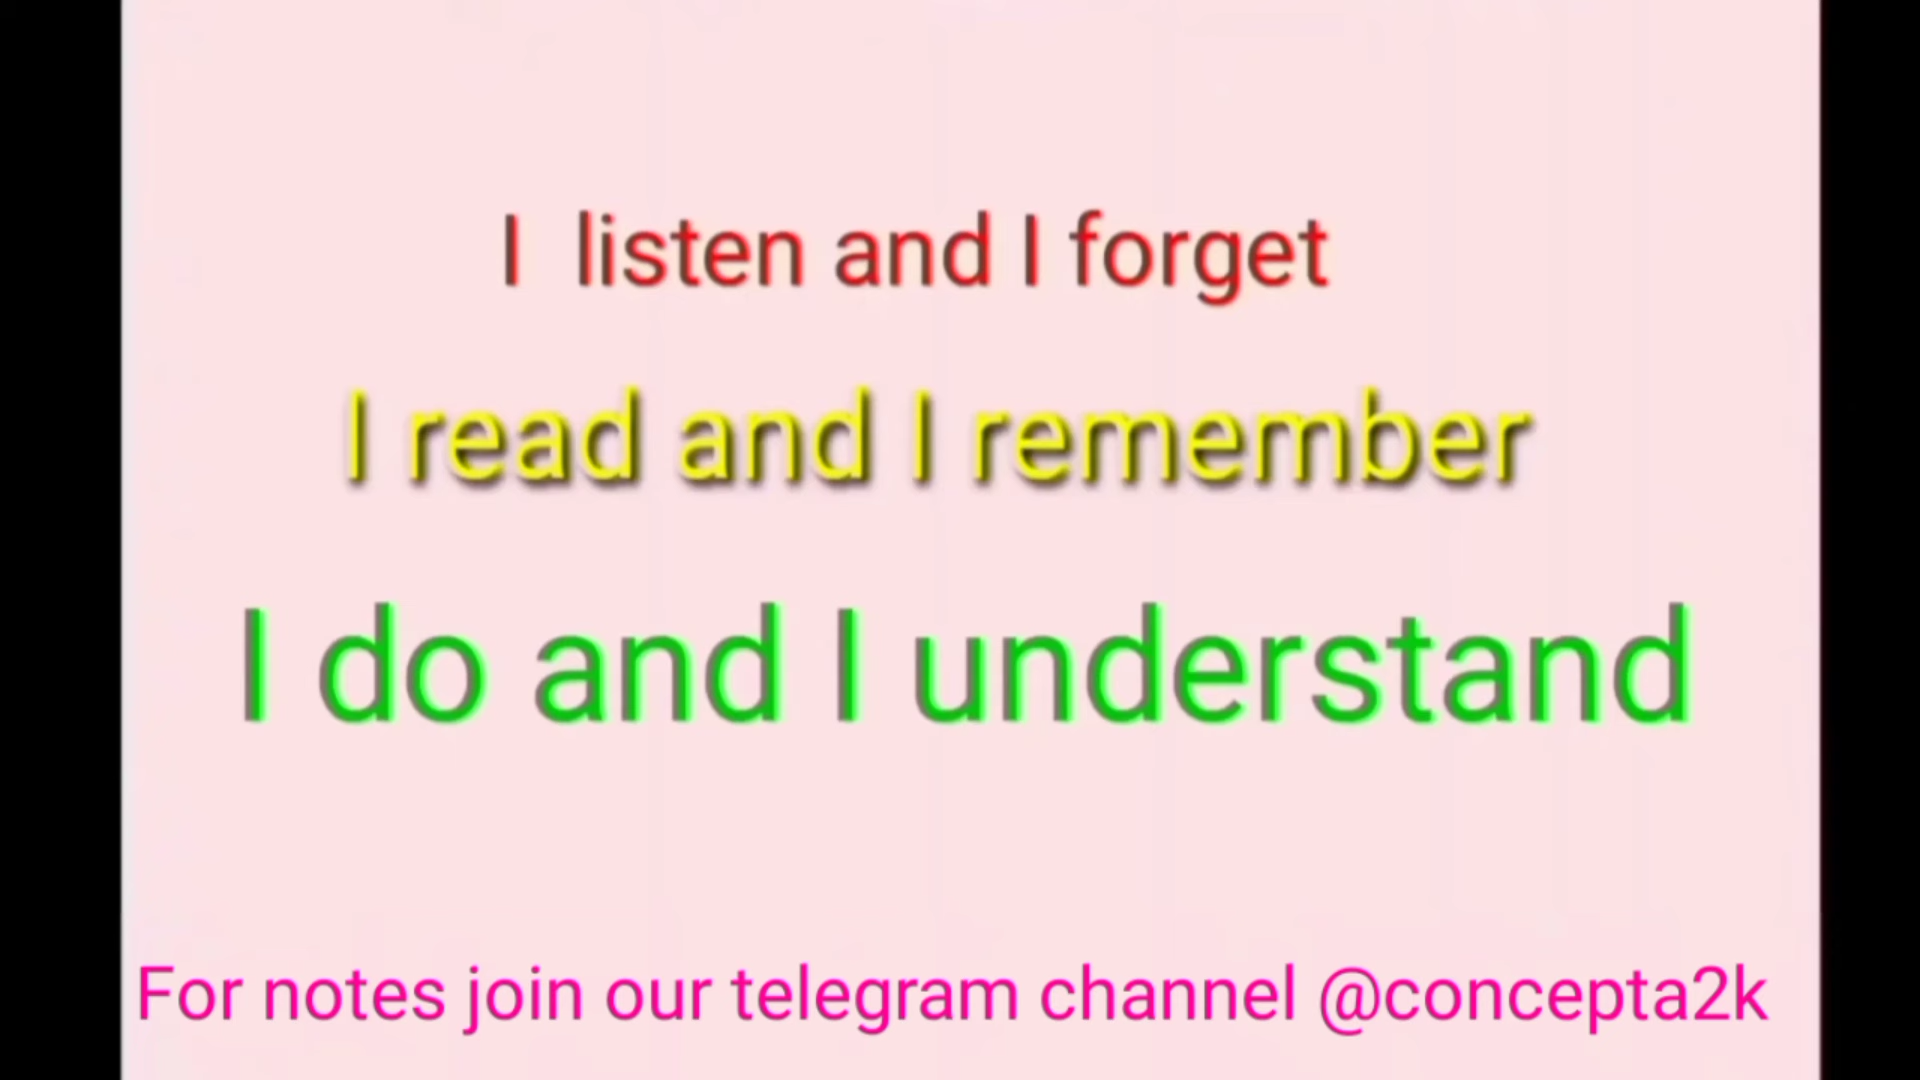 I listen and I forget
I read and I remember
I do and I understand
For notes join our telegram channel @concepta2k